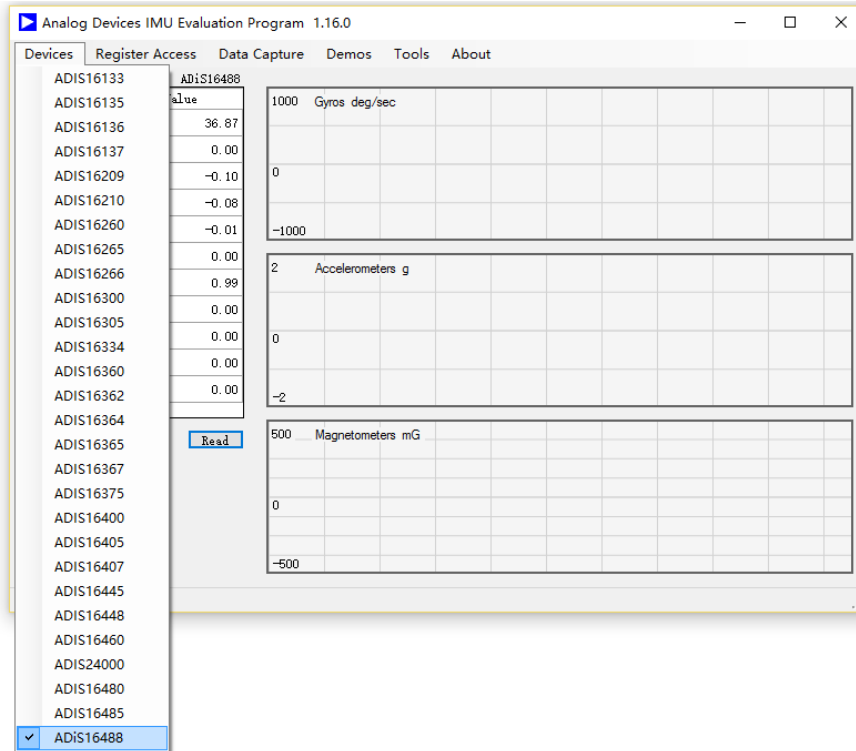 Analog Devices IMU Evaluation Program 1.16.0
Devices Register Access Data Capture Demos Tools About
ADiS16488
alue
36.87
0.00
-0.10
-0.08
-0.01
0.00
0.99
0.00
0.00
0.00
0.00
Read
ADIS16133
ADIS16135
ADIS16136
ADIS16137
ADIS16209
ADIS16210
ADIS16260
ADIS16265
ADIS16266
ADIS16300
ADIS16305
ADIS16334
ADIS16360
ADIS16362
ADIS16364
ADIS16365
ADIS16367
ADIS16375
ADIS16400
ADIS16405
ADIS16407
ADIS16445
ADIS16448
ADIS16460
ADIS24000
ADIS16480
ADIS16485
ADiS16488
1000 Gyros deg/sec
0
-1000
2 Accelerometers g
0
-2
500 Magnetometers mG
0
-500